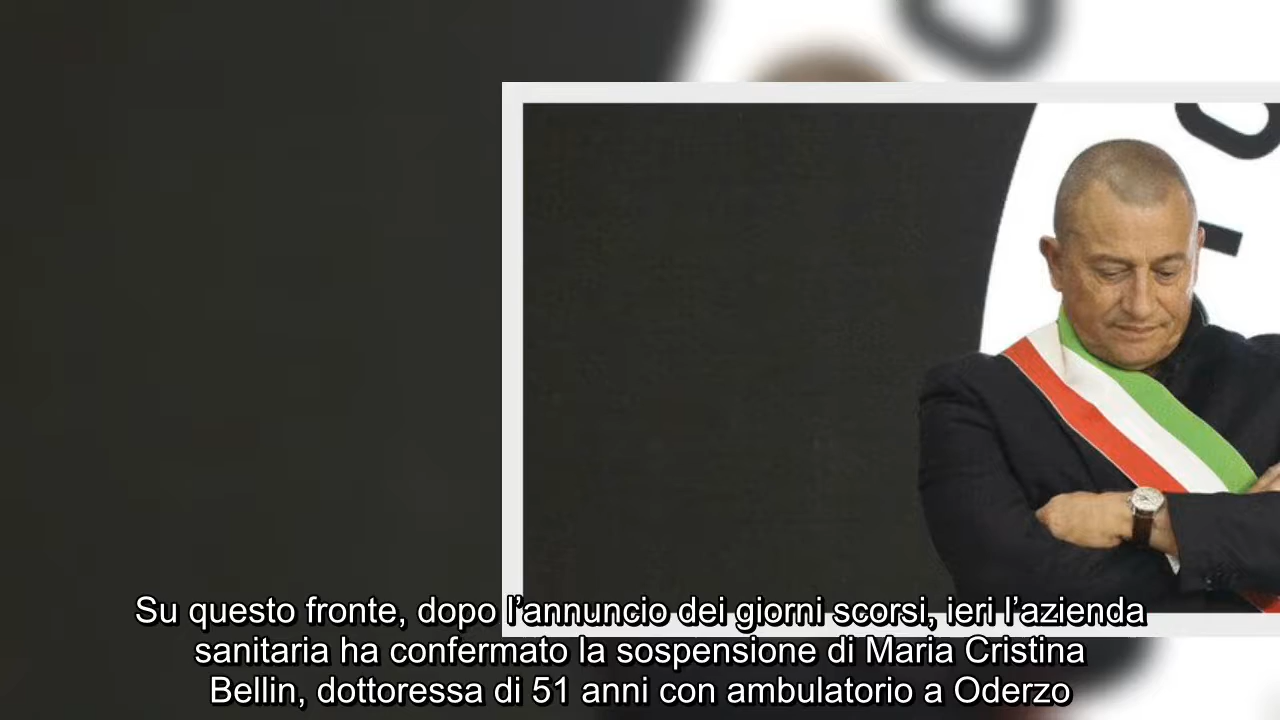 Su questo fronte, dopo l’annuncio dei giorni scorsi, ieri l’azienda
sanitaria ha confermato la sospensione di Maria Cristina
Bellin, dottoressa di 51 anni con ambulatorio a Oderzo